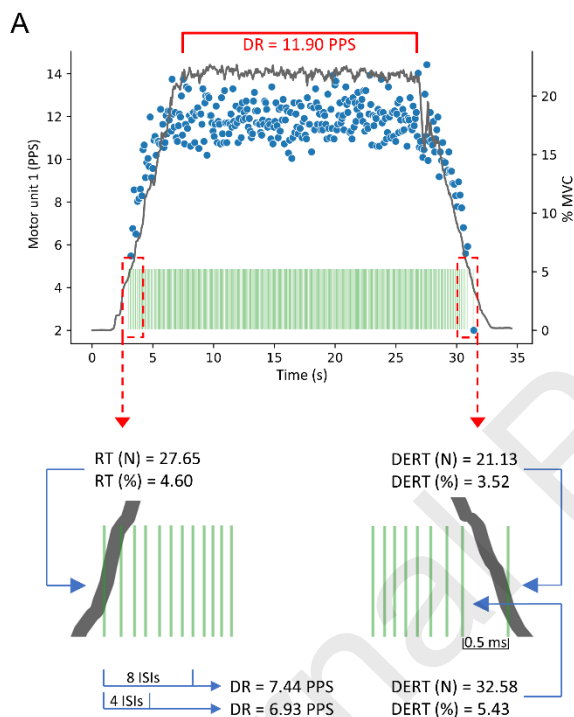 A
DR = 11.90 PPS
14
12
10
8
6
4
2
Motor unit 1 (PPS)
20
15
10
5
0
% MVC
0 5 10 15 20 25 30 35
Time (s)
RT (N) = 27.65
RT (%) = 4.60
DERT (N) = 21.13
DERT (%) = 3.52
0.5 ms
8 ISIs
DR = 7.44 PPS
4 ISIs
DR = 6.93 PPS
DERT (N) = 32.58
DERT (%) = 5.43